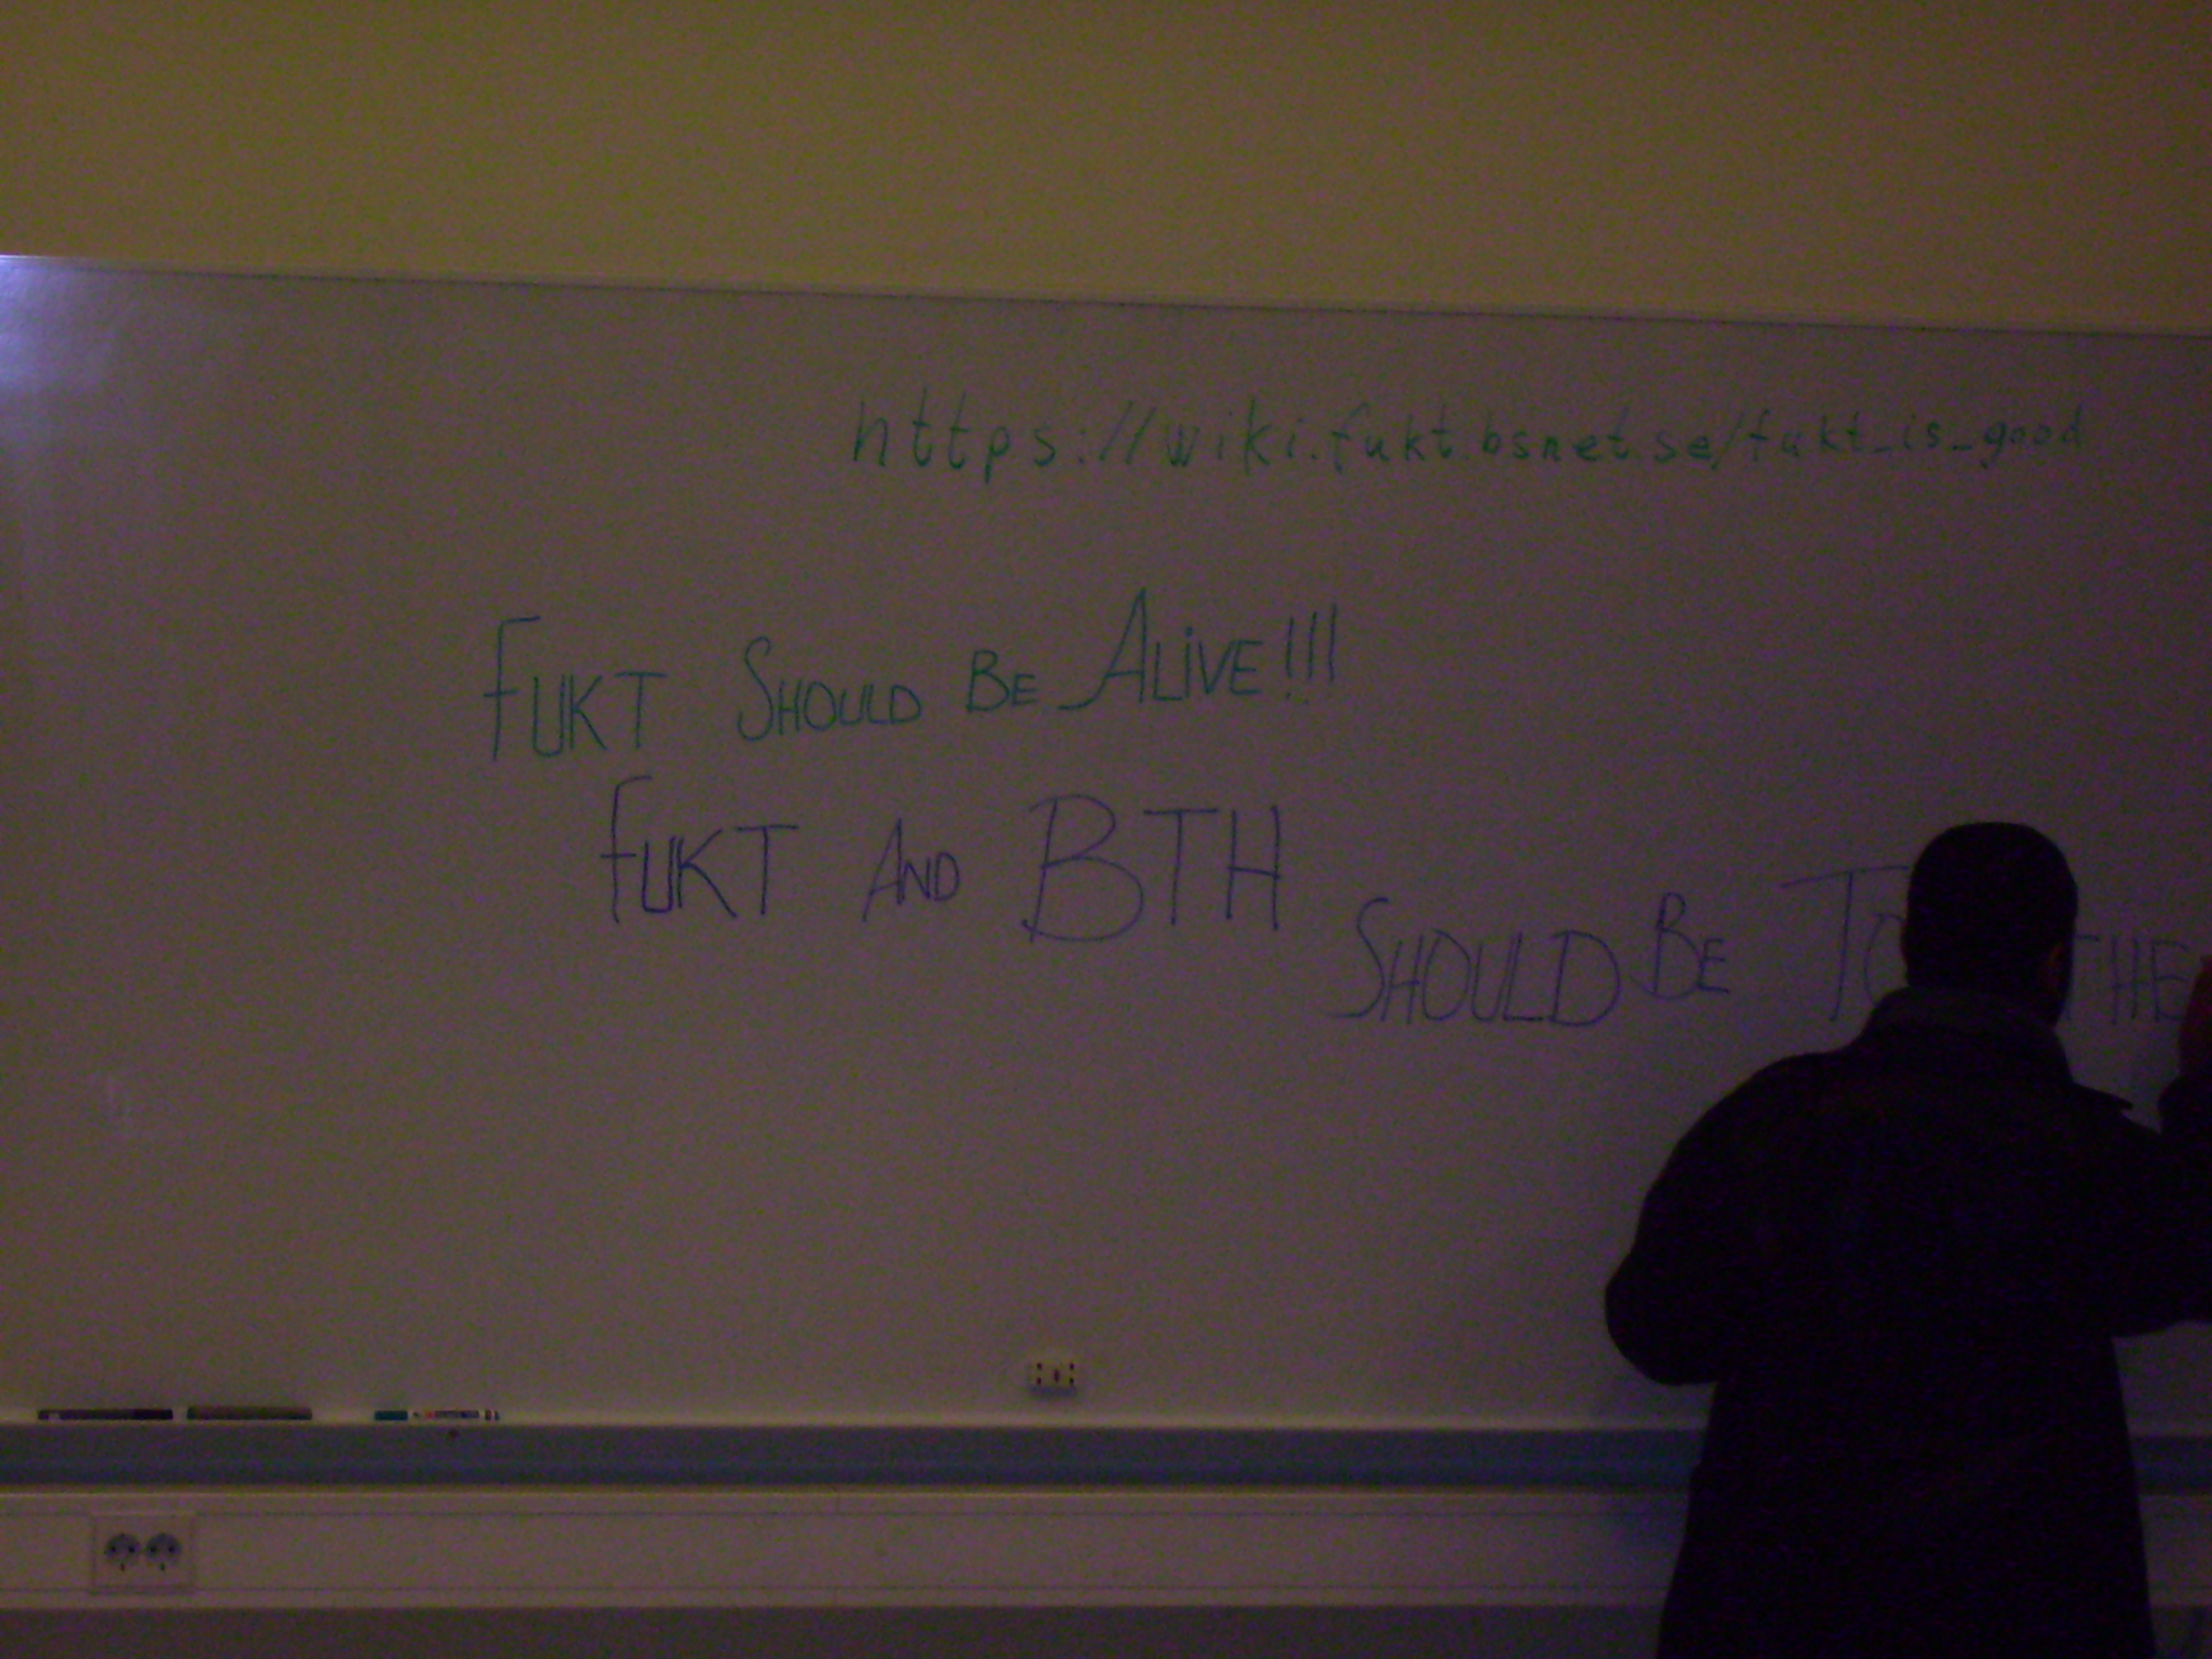 https://wiki.fukt.bsnet.se/fukt_is_good
FUKT SHOULD BE ALiVE!!!
FUKT AND BTH
SHOULD BE